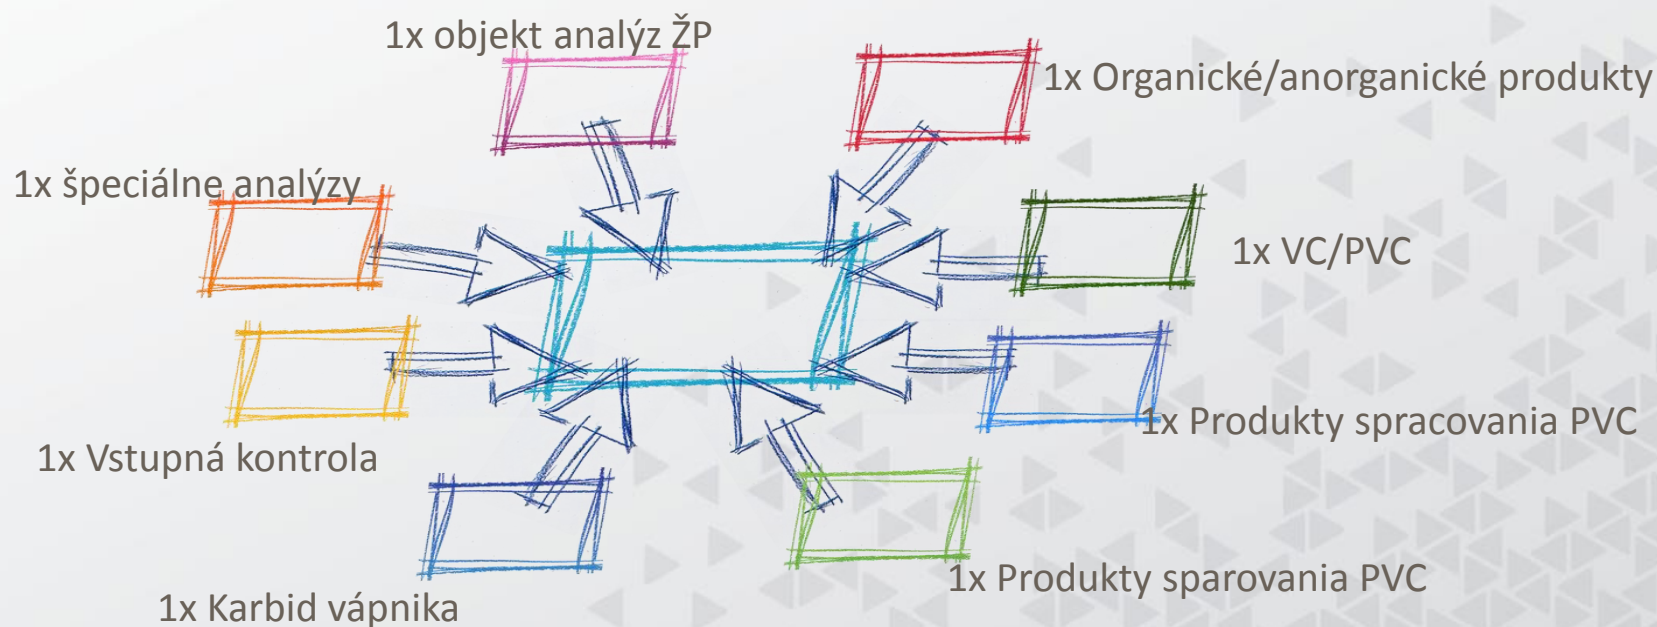 1x objekt analýz ŽP
1x Organické/anorganické produkty
1x špeciálne analýzy
1x VC/PVC
1x Produkty spracovania PVC
1x Vstupná kontrola
1x Produkty sparovania PVC
1x Karbid vápnika